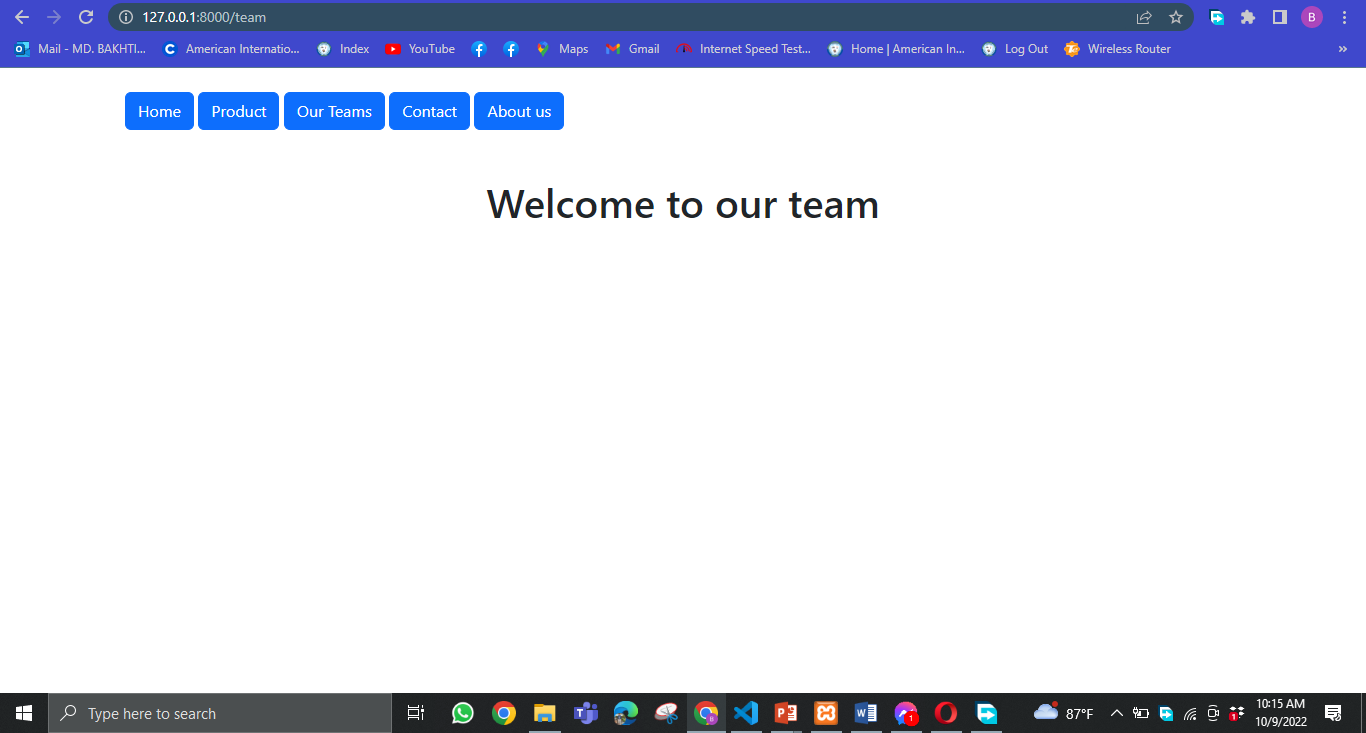 127.0.0.1:8000/team
B
Mail - MD. BAKHTI...
American Internatio...
Index
YouTube
Maps
Gmail
Internet Speed Test...
Home | American In...
Log Out
Wireless Router
»
Home
Product
Our Teams
Contact
About us
Welcome to our team
Type here to search
1
87°F
1
10:15 AM
10/9/2022